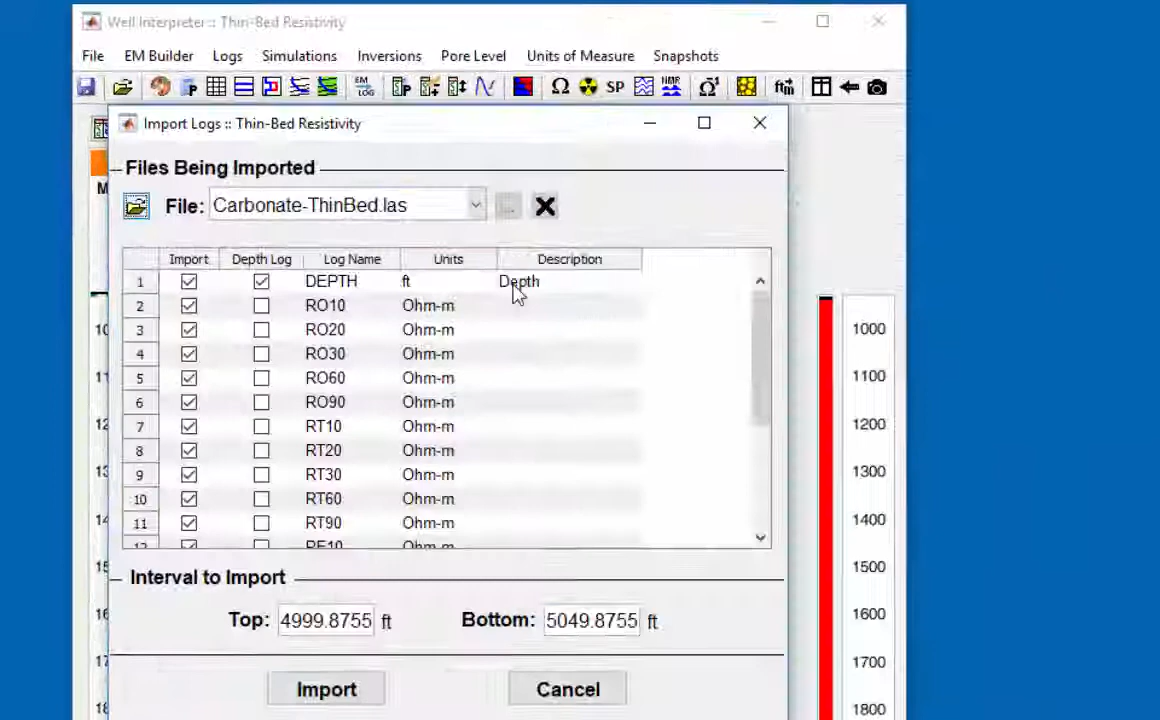 Well Interpreter :: Thin-Bed Resistivity
File EM Builder Logs Simulations Inversions Pore Level Units of Measure Snapshots
EM LOG P SP NMR ft m
Import Logs :: Thin-Bed Resistivity
Files Being Imported
File: Carbonate-ThinBed.las
Import Depth Log Log Name Units Description
1 DEPTH ft Depth
2 RO10 Ohm-m
3 RO20 Ohm-m
4 RO30 Ohm-m
5 RO60 Ohm-m
6 RO90 Ohm-m
7 RT10 Ohm-m
8 RT20 Ohm-m
9 RT30 Ohm-m
10 RT60 Ohm-m
11 RT90 Ohm-m
Interval to Import
Top: 4999.8755 ft Bottom: 5049.8755 ft
Import Cancel
1000
1100
1200
1300
1400
1500
1600
1700
1800